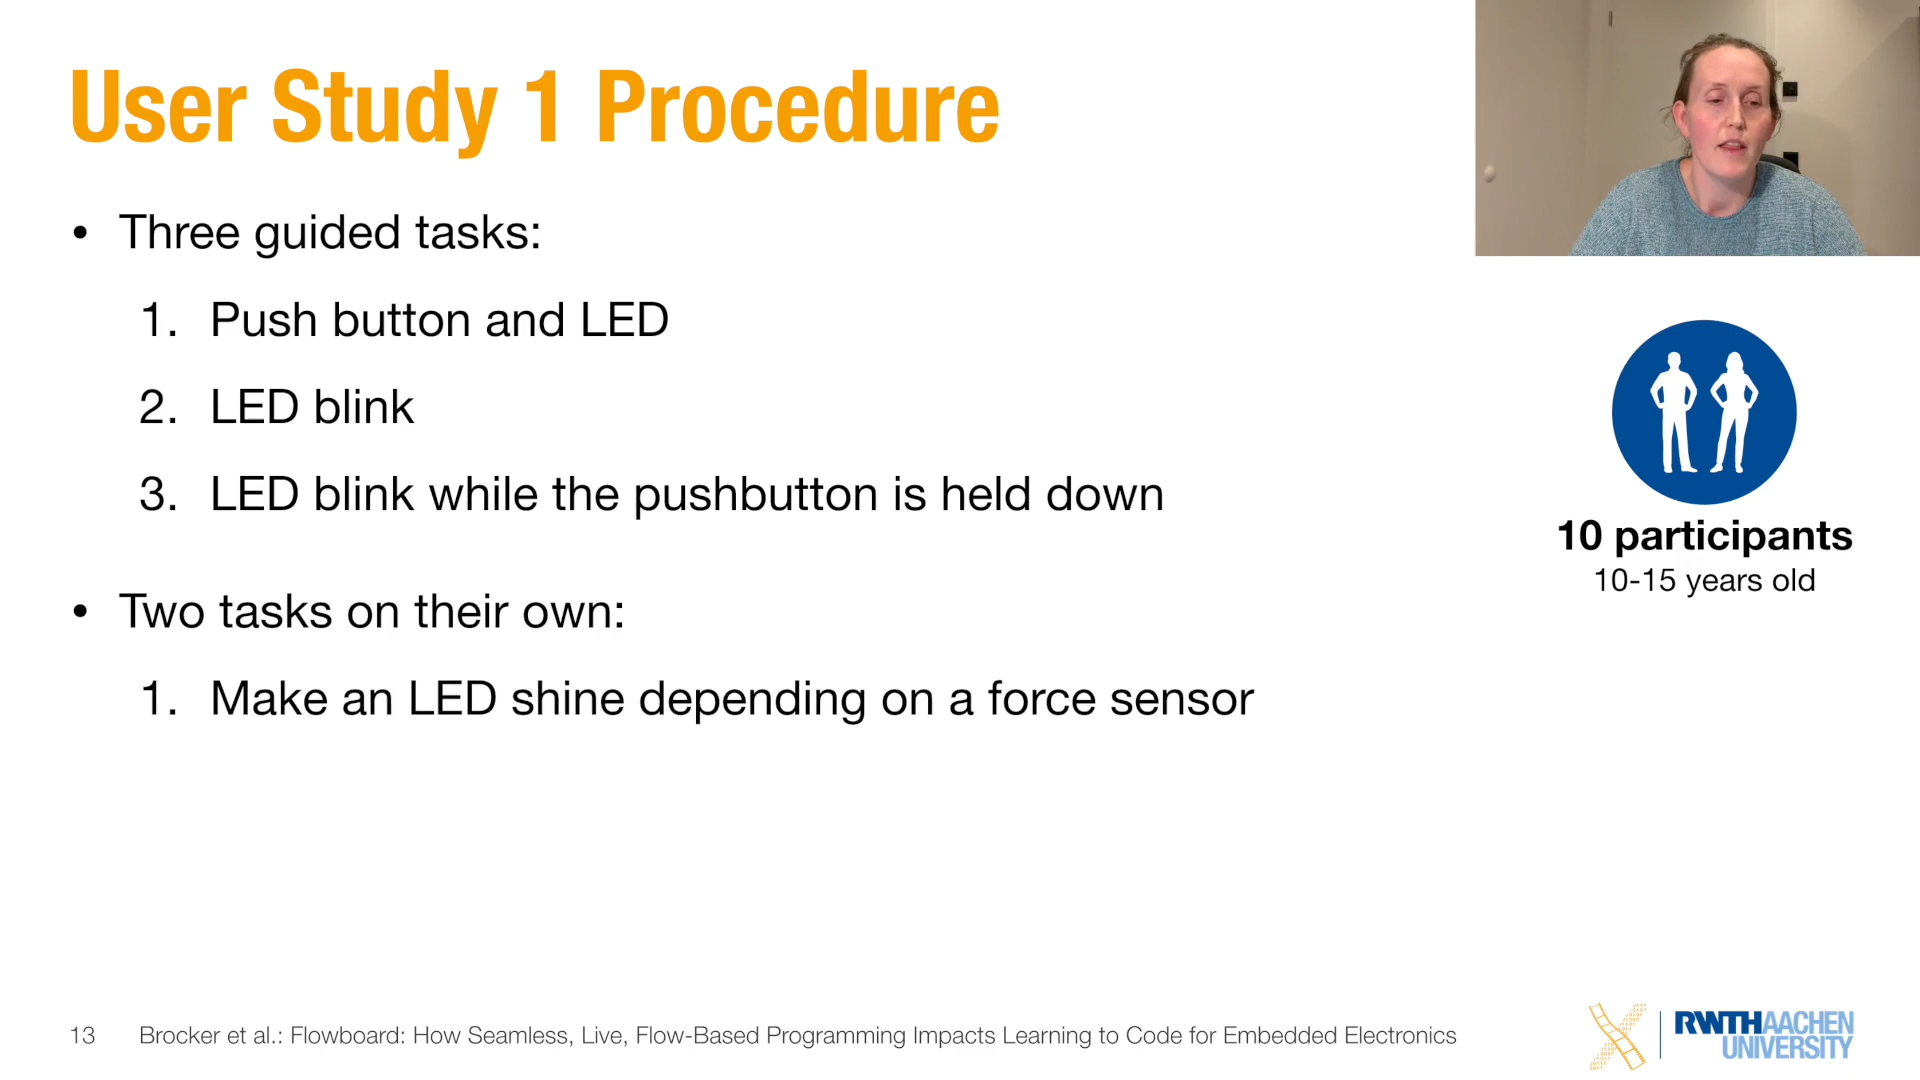 User Study 1 Procedure
• Three guided tasks:
1. Push button and LED
2. LED blink
3. LED blink while the pushbutton is held down
• Two tasks on their own:
1. Make an LED shine depending on a force sensor
10 participants
10-15 years old
13 Brocker et al.: Flowboard: How Seamless, Live, Flow-Based Programming Impacts Learning to Code for Embedded Electronics
RWTHAACHEN
UNIVERSITY